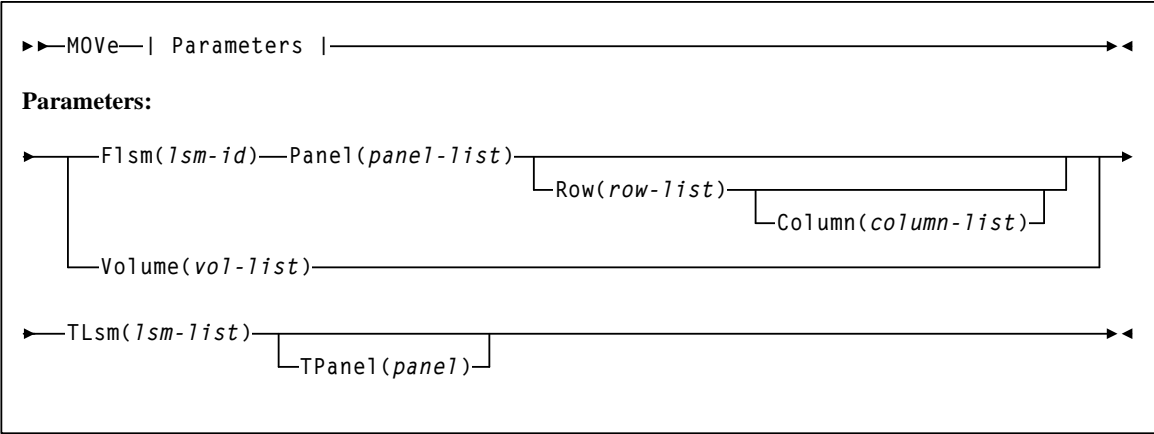 MOVe | Parameters |
Parameters:
Flsm(lsm-id) Panel(panel-list)
Row(row-list)
Column(column-list)
Volume(vol-list)
TLsm(lsm-list)
TPanel(panel)